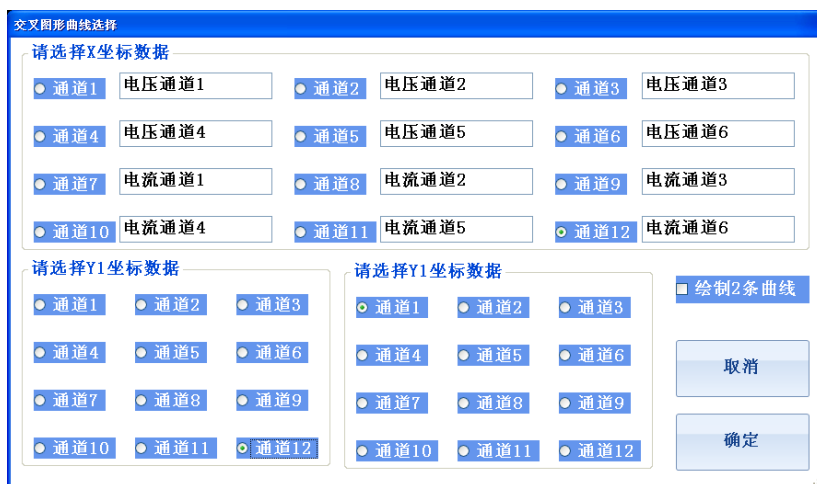 交叉图形曲线选择
请选择X坐标数据
通道1 电压通道1 通道2 电压通道2 通道3 电压通道3
通道4 电压通道4 通道5 电压通道5 通道6 电压通道6
通道7 电流通道1 通道8 电流通道2 通道9 电流通道3
通道10 电流通道4 通道11 电流通道5 通道12 电流通道6
请选择Y1坐标数据
通道1 通道2 通道3
通道4 通道5 通道6
通道7 通道8 通道9
通道10 通道11 通道12
请选择Y1坐标数据
通道1 通道2 通道3
通道4 通道5 通道6
通道7 通道8 通道9
通道10 通道11 通道12
绘制2条曲线
取消
确定